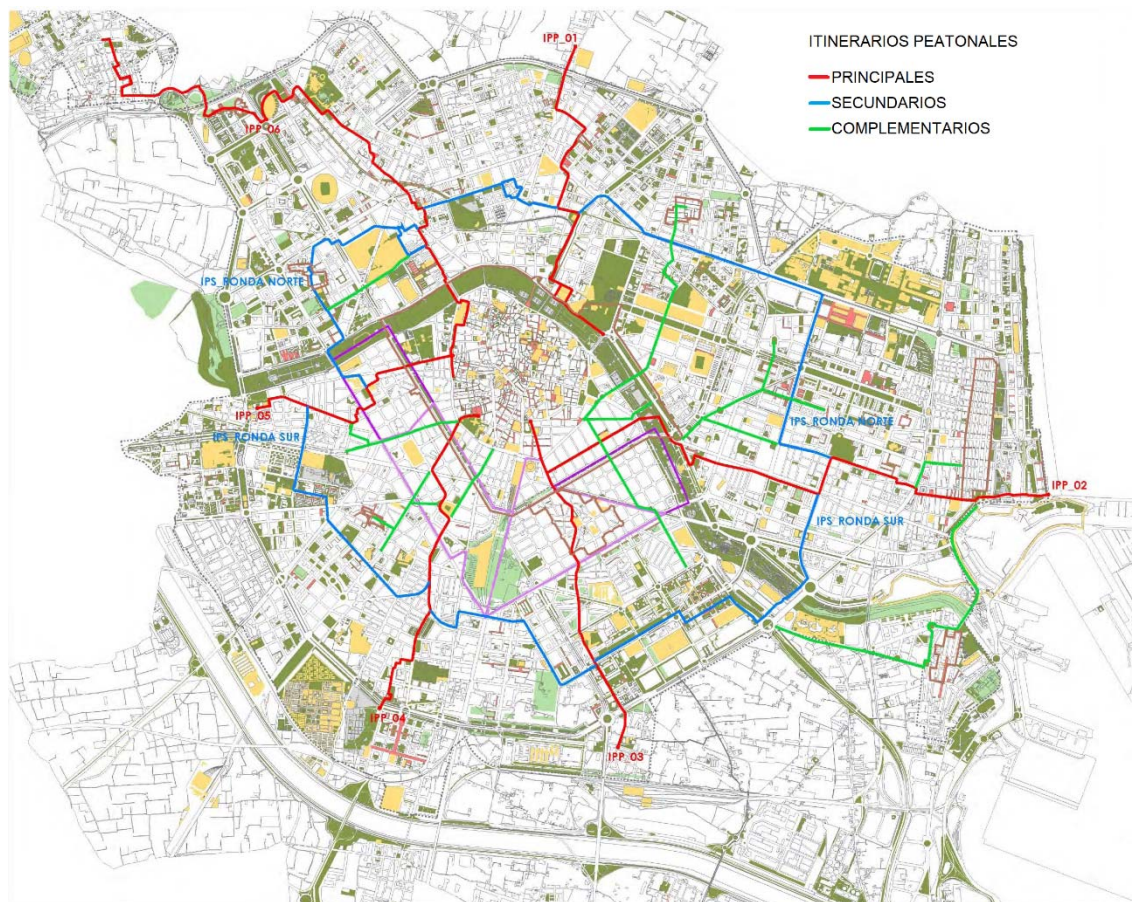 IPP_01
ITINERARIOS PEATONALES
PRINCIPALES
SECUNDARIOS
COMPLEMENTARIOS
IPP_06
IPS_RONDA NORTE
IPP_05
IPS_RONDA SUR
IPS_RONDA NORTE
IPP_02
IPS_RONDA SUR
IPP_04
IPP_03